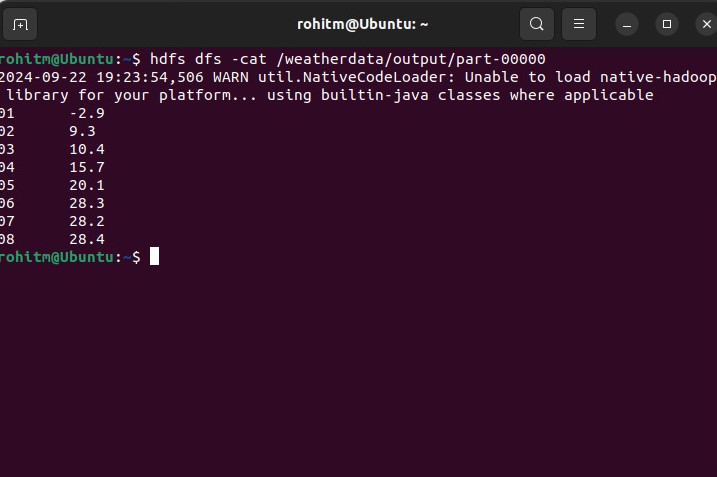 rohitm@Ubuntu: ~
rohitm@Ubuntu:~$ hdfs dfs -cat /weatherdata/output/part-00000
2024-09-22 19:23:54,506 WARN util.NativeCodeLoader: Unable to load native-hadoop
library for your platform... using builtin-java classes where applicable
01 -2.9
02 9.3
03 10.4
04 15.7
05 20.1
06 28.3
07 28.2
08 28.4
rohitm@Ubuntu:~$